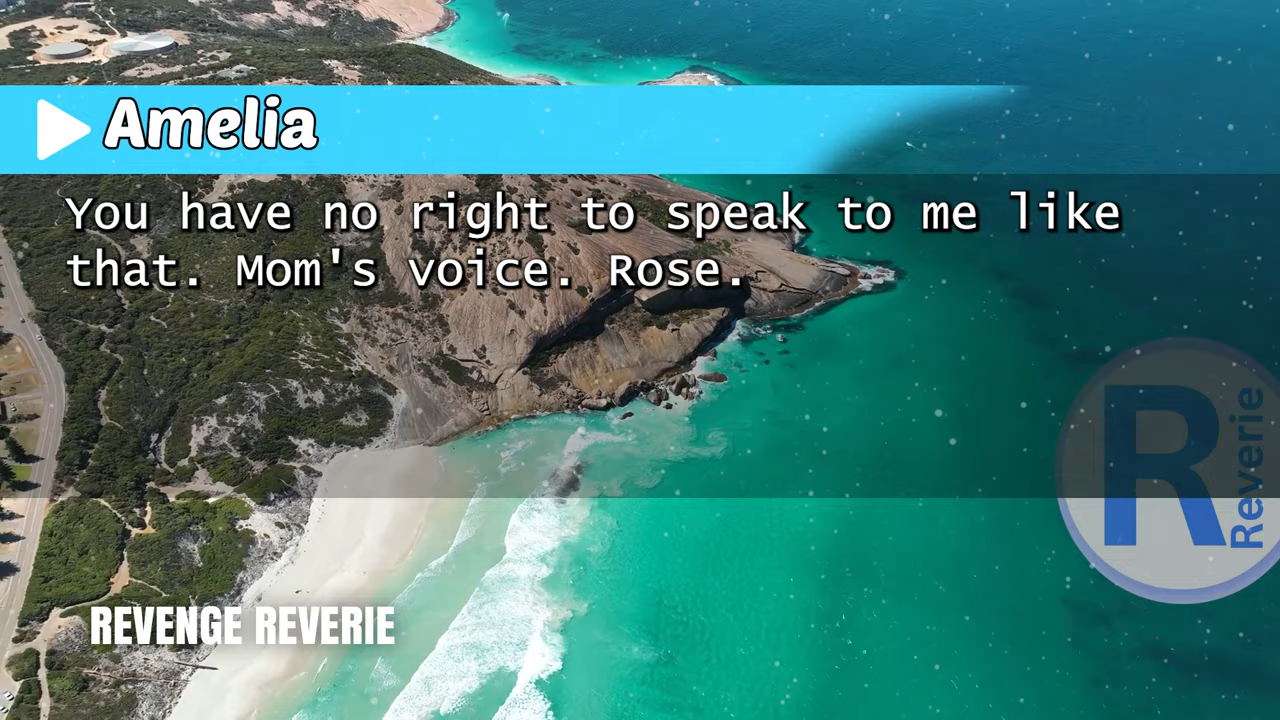 Amelia
You have no right to speak to me like
that. Mom's voice. Rose.
R
Reverie
REVENGE REVERIE